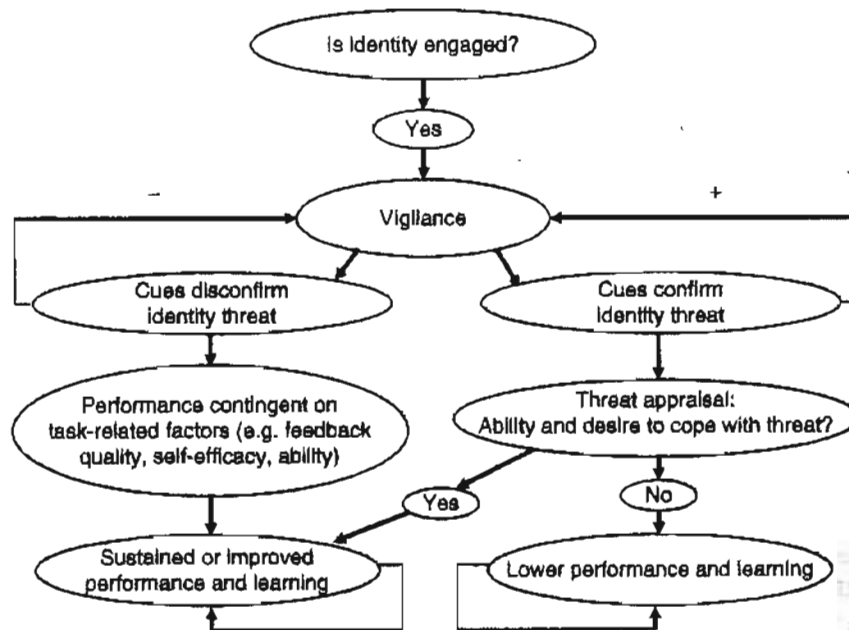 Is Identity engaged?
Yes
−
+
Vigilance
Cues disconfirm
identity threat
Cues confirm
identity threat
Performance contingent on
task-related factors (e.g. feedback
quality, self-efficacy, ability)
Threat appraisal:
Ability and desire to cope with threat?
Yes
No
Sustained or improved
performance and learning
Lower performance and learning